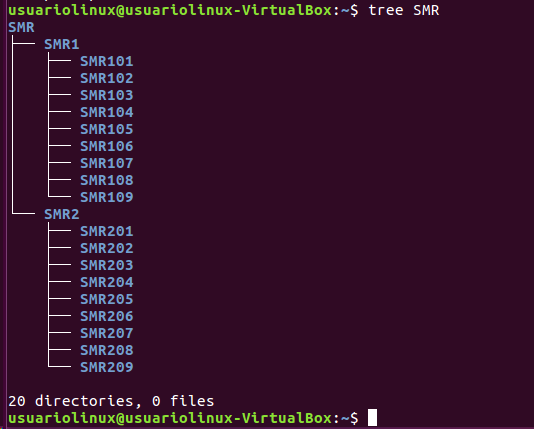 usuariolinux@usuariolinux-VirtualBox:~$ tree SMR
SMR
├── SMR1
│   ├── SMR101
│   ├── SMR102
│   ├── SMR103
│   ├── SMR104
│   ├── SMR105
│   ├── SMR106
│   ├── SMR107
│   ├── SMR108
│   └── SMR109
└── SMR2
    ├── SMR201
    ├── SMR202
    ├── SMR203
    ├── SMR204
    ├── SMR205
    ├── SMR206
    ├── SMR207
    ├── SMR208
    └── SMR209
20 directories, 0 files
usuariolinux@usuariolinux-VirtualBox:~$